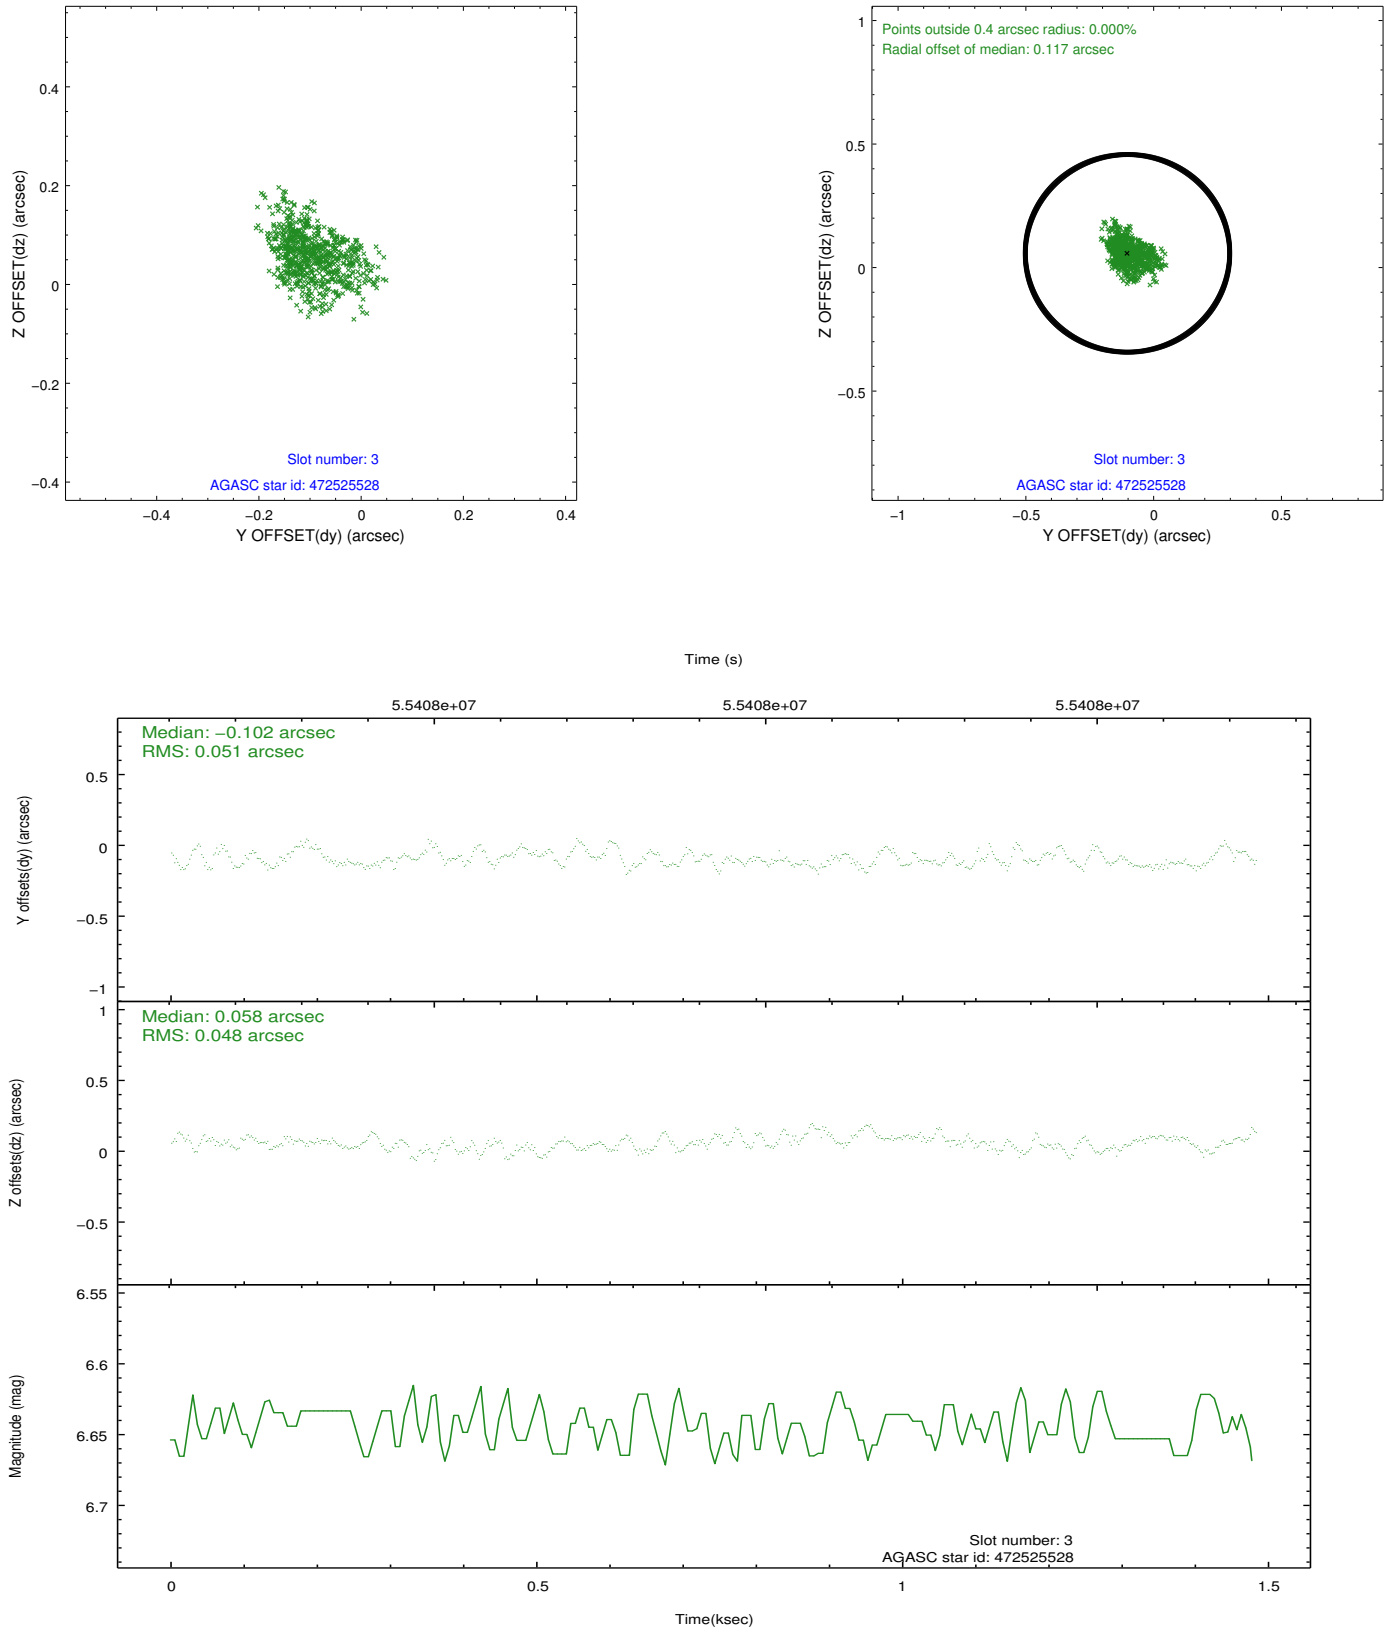 0.4
0.2
0
−0.2
−0.4
Z OFFSET(dz) (arcsec)
Slot number: 3
AGASC star id: 472525528
−0.4 −0.2 0 0.2 0.4
Y OFFSET(dy) (arcsec)
Points outside 0.4 arcsec radius: 0.000%
Radial offset of median: 0.117 arcsec
1
0.5
0
−0.5
Z OFFSET(dz) (arcsec)
Slot number: 3
AGASC star id: 472525528
−1 −0.5 0 0.5
Y OFFSET(dy) (arcsec)
Time (s)
5.5408e+07 5.5408e+07 5.5408e+07
Median: −0.102 arcsec
RMS: 0.051 arcsec
0.5
0
−0.5
−1
Y offsets(dy) (arcsec)
Median: 0.058 arcsec
RMS: 0.048 arcsec
1
0.5
0
−0.5
Z offsets(dz) (arcsec)
6.55
6.6
6.65
6.7
Magnitude (mag)
Slot number: 3
AGASC star id: 472525528
0 0.5 1 1.5
Time(ksec)